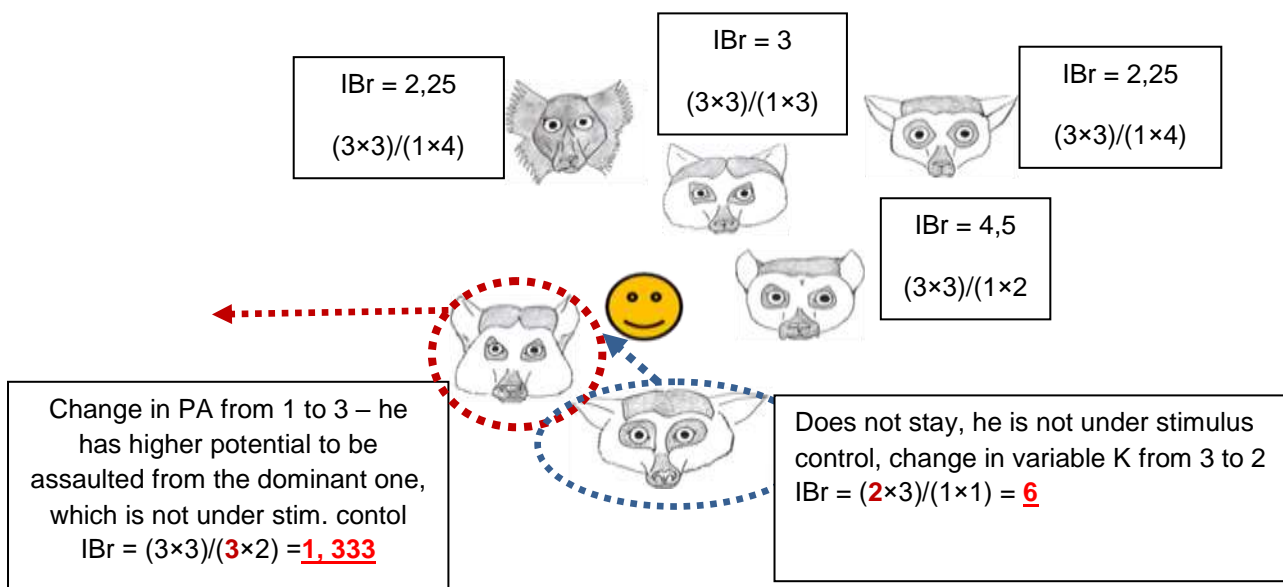 IBr = 3
(3×3)/(1×3)
IBr = 2,25
(3×3)/(1×4)
IBr = 2,25
(3×3)/(1×4)
IBr = 4,5
(3×3)/(1×2
Change in PA from 1 to 3 – he
has higher potential to be
assaulted from the dominant one,
which is not under stim. contol
IBr = (3×3)/(3×2) =1, 333
Does not stay, he is not under stimulus
control, change in variable K from 3 to 2
IBr = (2×3)/(1×1) = 6